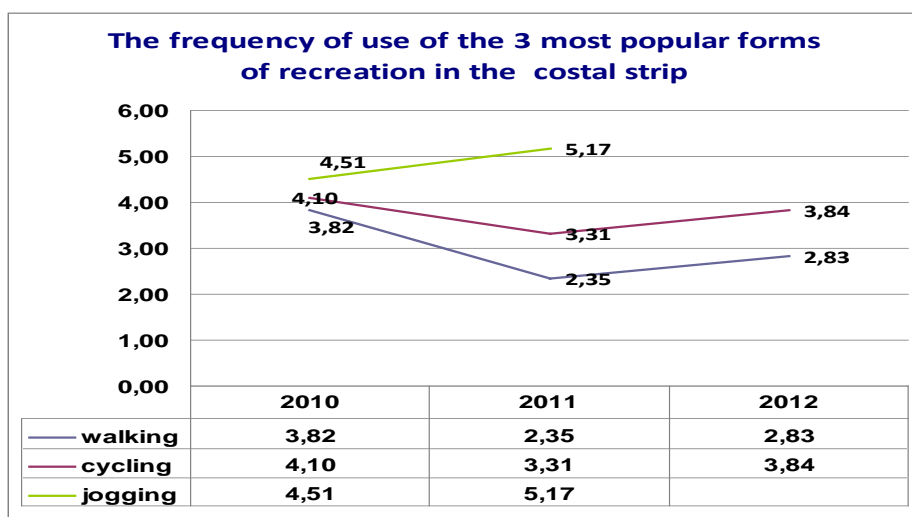 The frequency of use of the 3 most popular forms
of recreation in the costal strip
6,00
5,00
4,00
3,00
2,00
1,00
0,00
4,51
5,17
4,10
3,82
3,31
3,84
2,35
2,83
2010 2011 2012
walking 3,82 2,35 2,83
cycling 4,10 3,31 3,84
jogging 4,51 5,17